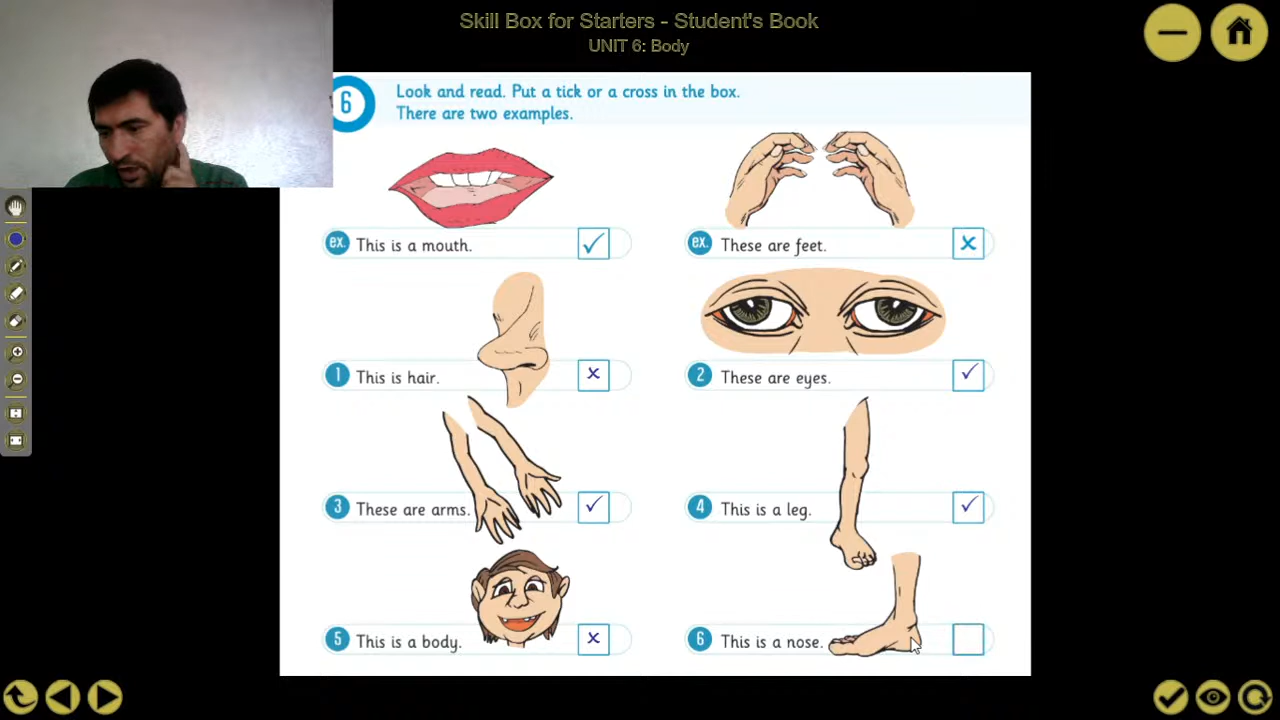 Skill Box for Starters - Student's Book
UNIT 6: Body
6
Look and read. Put a tick or a cross in the box.
There are two examples.
ex. This is a mouth.
ex. These are feet.
1 This is hair.
2 These are eyes.
3 These are arms.
4 This is a leg.
5 This is a body.
6 This is a nose.